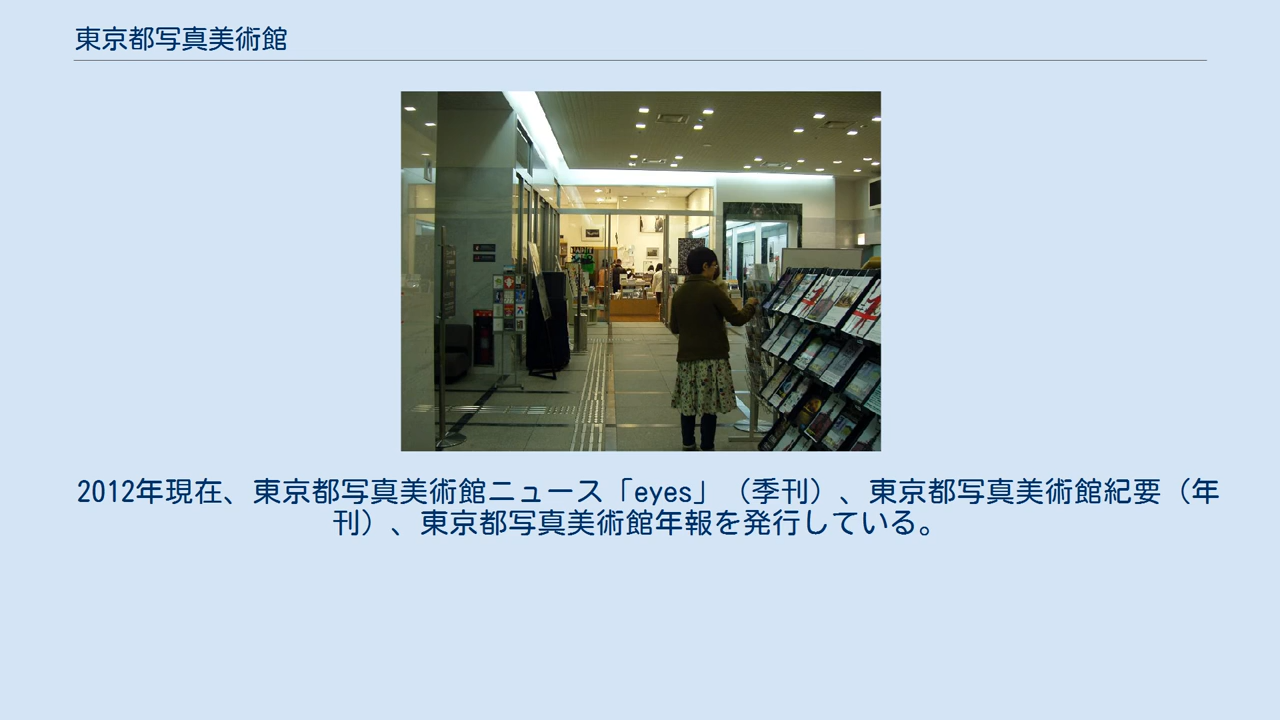 東京都写真美術館
2012年現在、東京都写真美術館ニュース「eyes」（季刊）、東京都写真美術館紀要（年
刊）、東京都写真美術館年報を発行している。